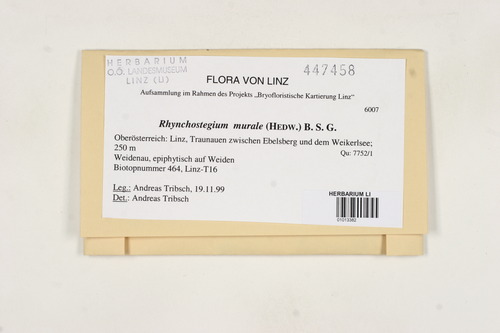 HERBARIUM
O.Ö. LANDESMUSEUM
LINZ (U)
447458
FLORA VON LINZ
Aufsammlung im Rahmen des Projekts „Bryofloristische Kartierung Linz"
6007
Rhynchostegium murale (HEDW.) B. S. G.
Oberösterreich: Linz, Traunauen zwischen Ebelsberg und dem Weikerlsee;
250 m
Qu: 7752/1
Weidenau, epiphytisch auf Weiden
Biotopnummer 464, Linz-T16
Leg.: Andreas Tribsch, 19.11.99
Det.: Andreas Tribsch
HERBARIUM LI
01073380